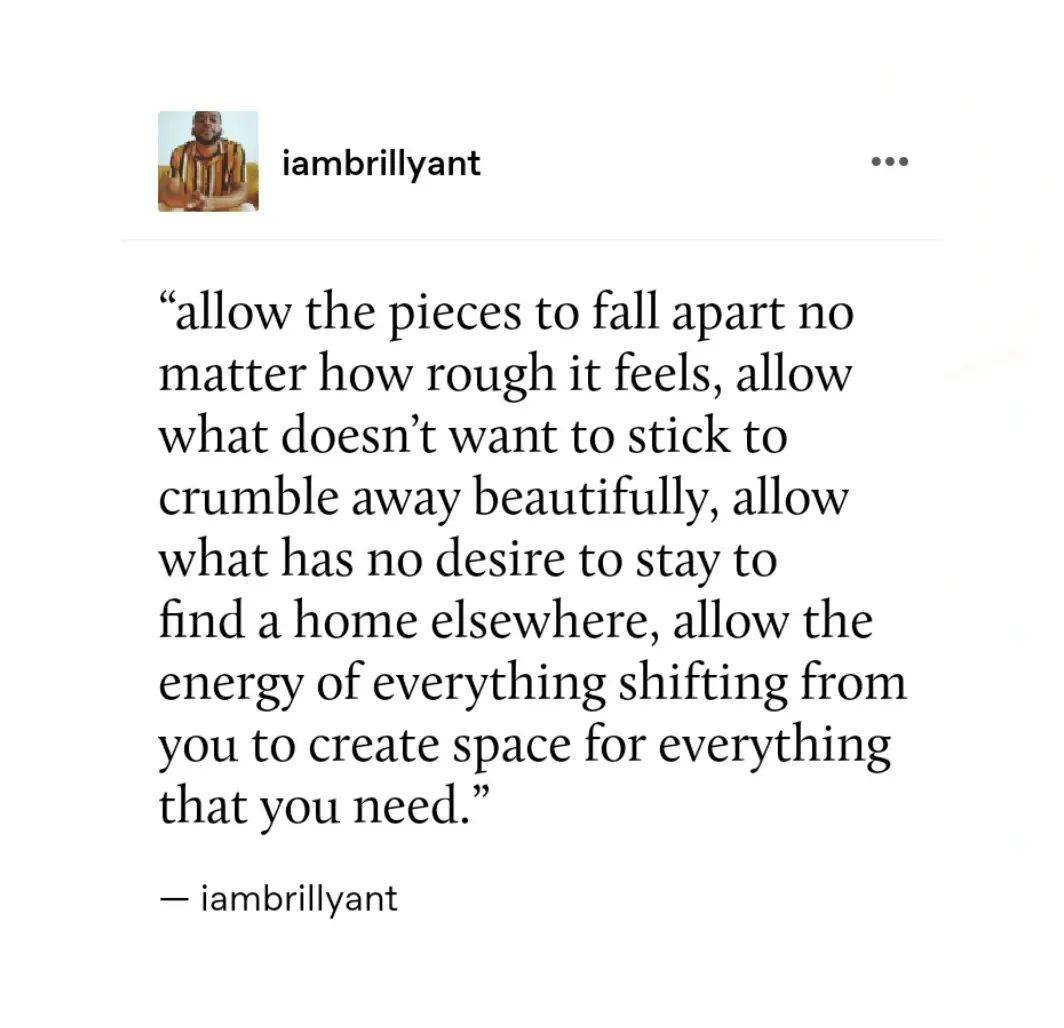 iambrillyant
“allow the pieces to fall apart no
matter how rough it feels, allow
what doesn’t want to stick to
crumble away beautifully, allow
what has no desire to stay to
find a home elsewhere, allow the
energy of everything shifting from
you to create space for everything
that you need.”
— iambrillyant